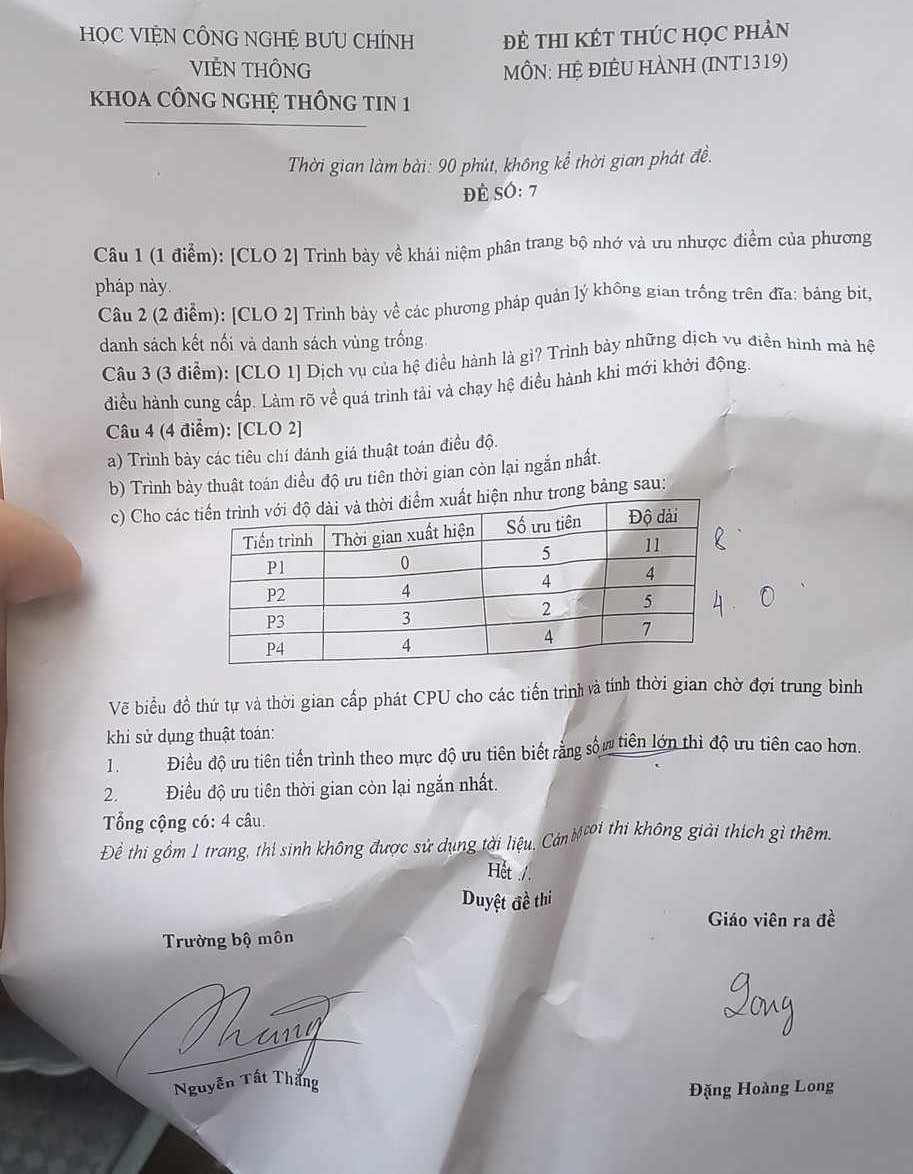 HỌC VIỆN CÔNG NGHỆ BƯU CHÍNH
VIỄN THÔNG
KHOA CÔNG NGHỆ THÔNG TIN 1
ĐỀ THI KẾT THÚC HỌC PHẦN
MÔN: HỆ ĐIỀU HÀNH (INT1319)
Thời gian làm bài: 90 phút, không kể thời gian phát đề.
ĐỀ SỐ: 7
Câu 1 (1 điểm): [CLO 2] Trình bày về khái niệm phân trang bộ nhớ và ưu nhược điểm của phương
pháp này.
Câu 2 (2 điểm): [CLO 2] Trình bày về các phương pháp quản lý không gian trống trên đĩa: bảng bit,
danh sách kết nối và danh sách vùng trống
Câu 3 (3 điểm): [CLO 1] Dịch vụ của hệ điều hành là gì? Trình bày những dịch vụ điển hình mà hệ
điều hành cung cấp. Làm rõ về quá trình tải và chạy hệ điều hành khi mới khởi động.
Câu 4 (4 điểm): [CLO 2]
a) Trình bày các tiêu chí đánh giá thuật toán điều độ.
b) Trình bày thuật toán điều độ ưu tiên thời gian còn lại ngắn nhất.
c) Cho các tiến trình với độ dài và thời điểm xuất hiện như trong bảng sau:
Tiến trình Thời gian xuất hiện Số ưu tiên Độ dài
P1 0 5 11 8
P2 4 4 4
P3 3 2 5 4. 0
P4 4 4 7
Vẽ biểu đồ thứ tự và thời gian cấp phát CPU cho các tiến trình và tính thời gian chờ đợi trung bình
khi sử dụng thuật toán:
1. Điều độ ưu tiên tiến trình theo mực độ ưu tiên biết rằng số ưu tiên lớn thì độ ưu tiên cao hơn.
2. Điều độ ưu tiên thời gian còn lại ngắn nhất.
Tổng cộng có: 4 câu.
Đề thi gồm 1 trang, thí sinh không được sử dụng tài liệu. Cán bộ coi thi không giải thích gì thêm.
Hết ./.
Duyệt đề thi
Trường bộ môn
Giáo viên ra đề
Thang
Long
Nguyễn Tất Thắng
Đặng Hoàng Long